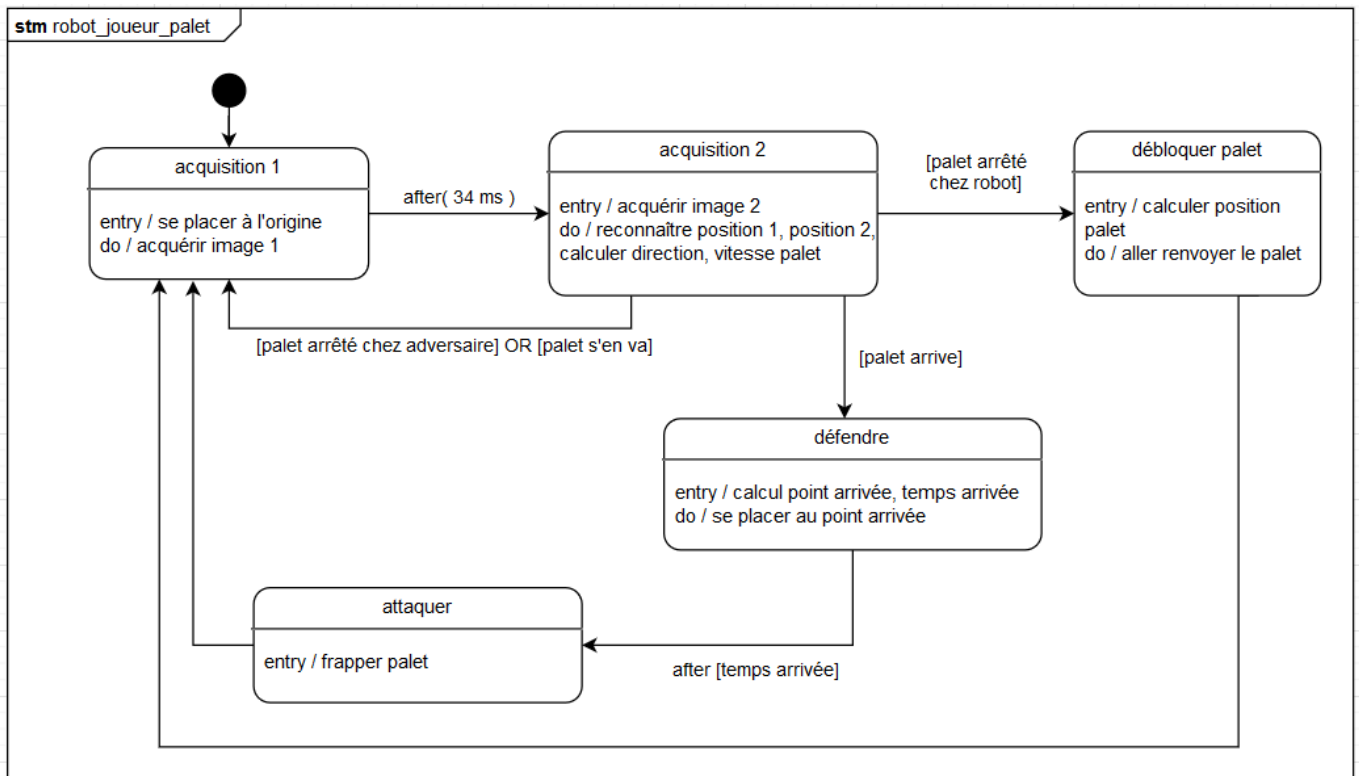 stm robot_joueur_palet
acquisition 1
entry / se placer à l'origine
do / acquérir image 1
after( 34 ms )
acquisition 2
entry / acquérir image 2
do / reconnaître position 1, position 2,
calculer direction, vitesse palet
[palet arrêté
chez robot]
débloquer palet
entry / calculer position
palet
do / aller renvoyer le palet
[palet arrêté chez adversaire] OR [palet s'en va]
[palet arrive]
défendre
entry / calcul point arrivée, temps arrivée
do / se placer au point arrivée
attaquer
entry / frapper palet
after [temps arrivée]